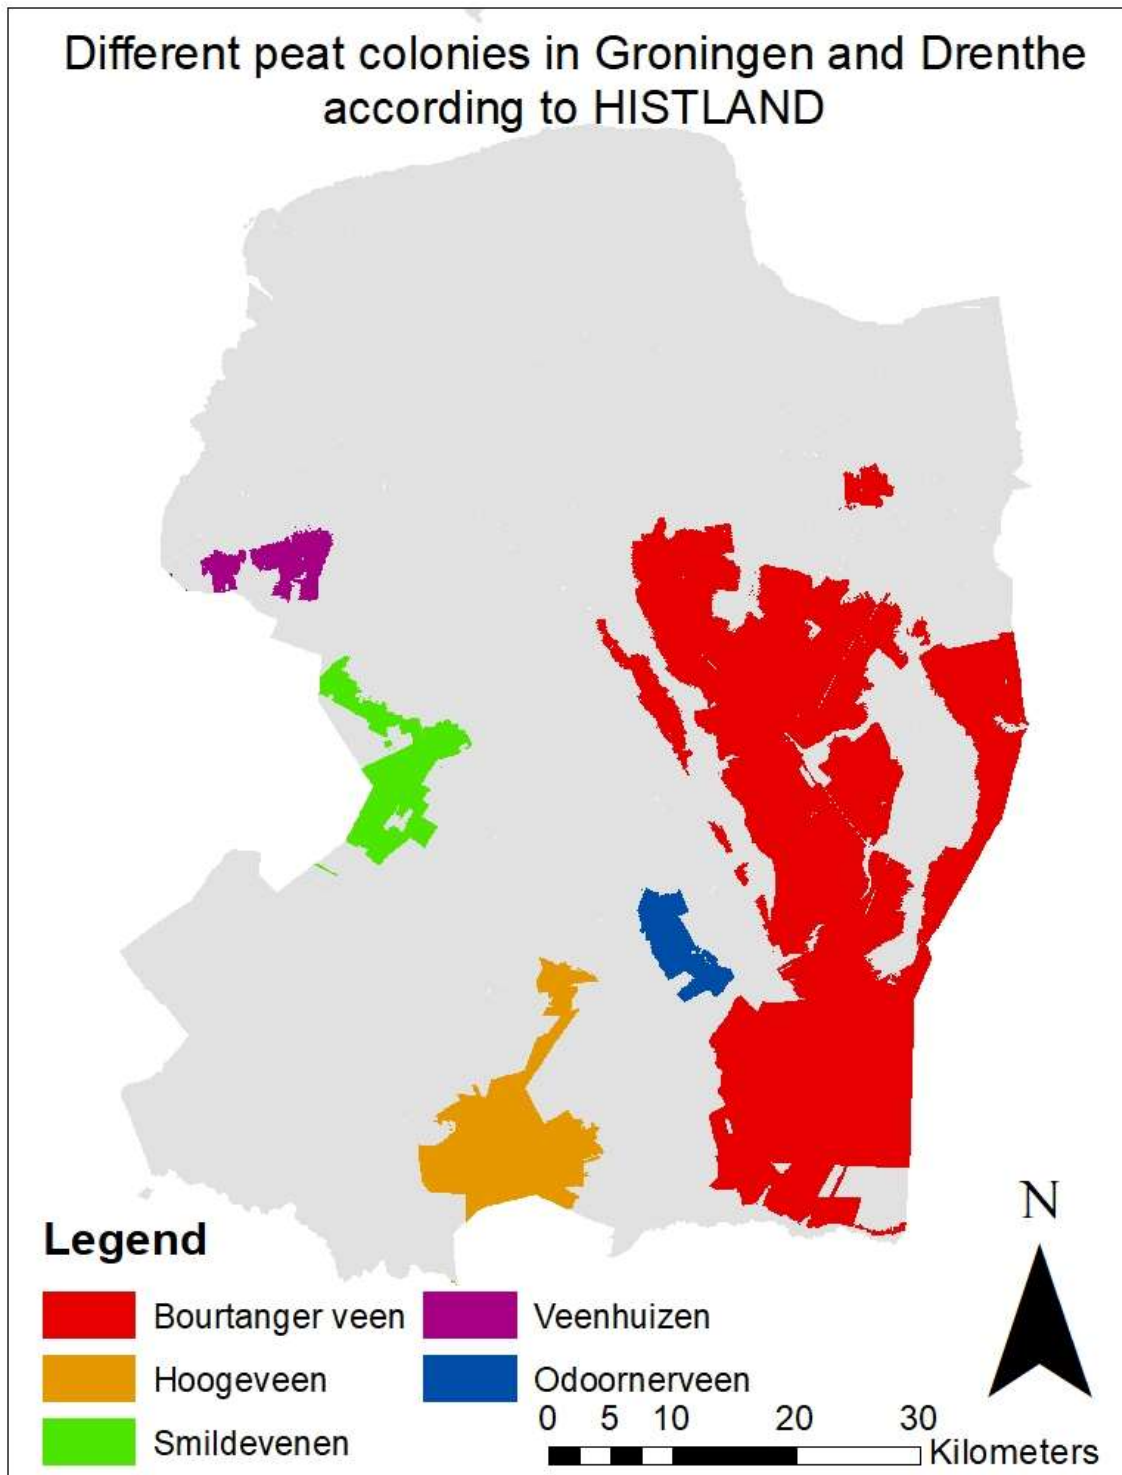 Different peat colonies in Groningen and Drenthe
according to HISTLAND
N
Legend
Bourtanger veen
Veenhuizen
Hoogeveen
Odoornerveen
Smildevenen
0 5 10 20 30
Kilometers